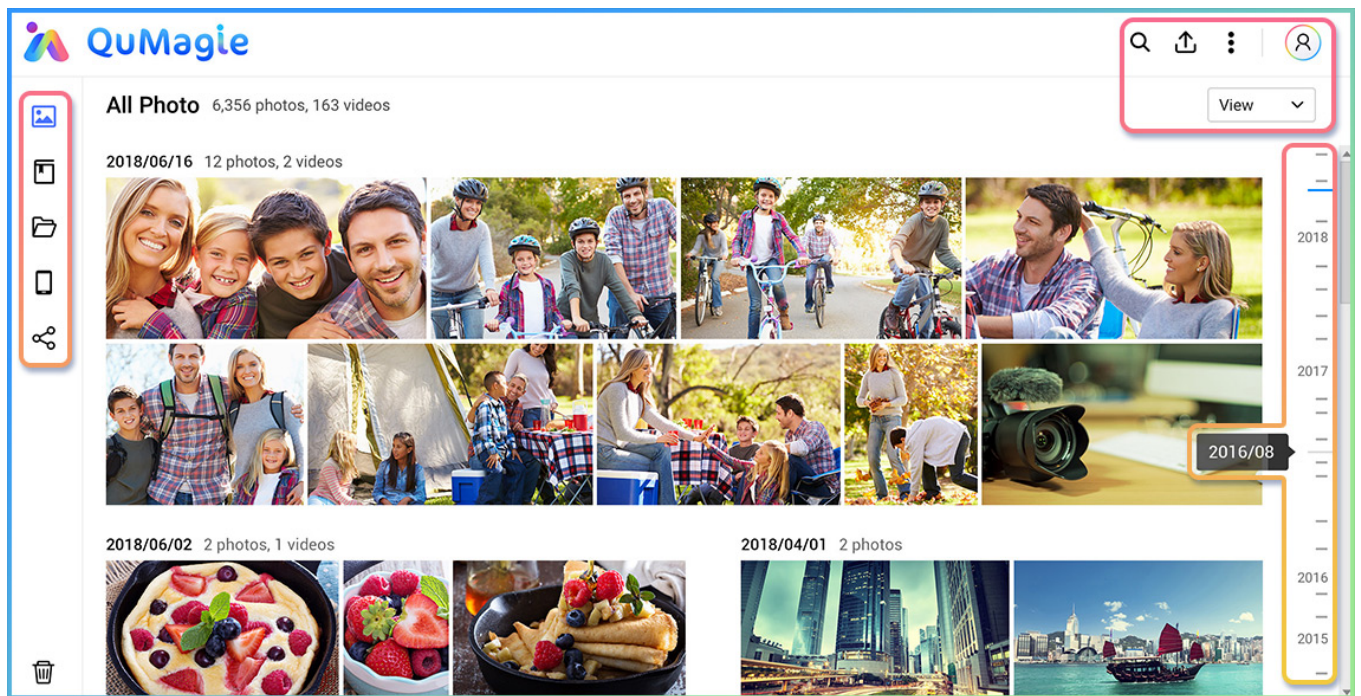 QuMagie
All Photo 6,356 photos, 163 videos
View
2018/06/16 12 photos, 2 videos
2018
2017
2016/08
2018/06/02 2 photos, 1 videos
2018/04/01 2 photos
2016
2015